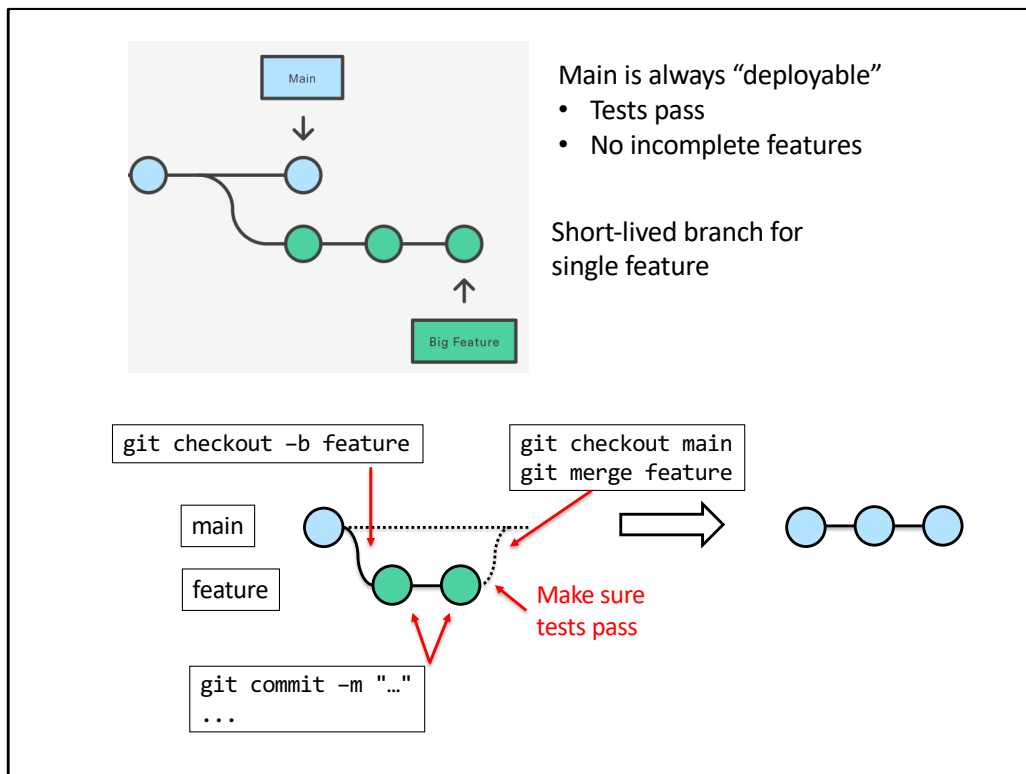 Main
Big Feature
Main is always “deployable”
• Tests pass
• No incomplete features
Short-lived branch for
single feature
git checkout –b feature
git checkout main
git merge feature
main
feature
Make sure
tests pass
git commit –m "…"
...